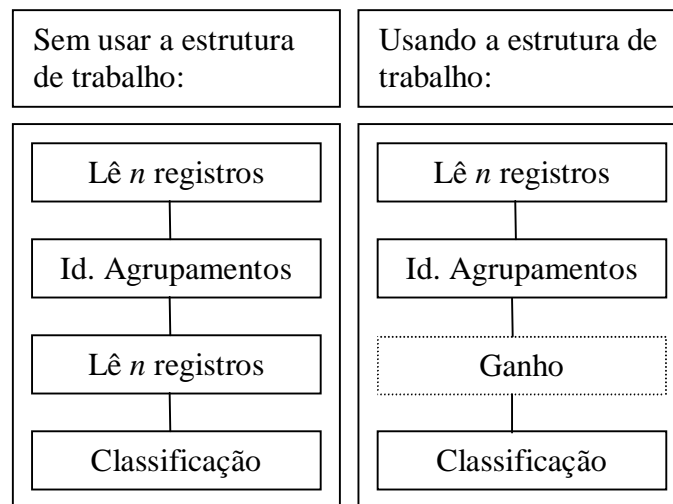 Sem usar a estrutura
de trabalho:
Lê n registros
Id. Agrupamentos
Lê n registros
Classificação
Usando a estrutura de
trabalho:
Lê n registros
Id. Agrupamentos
Ganho
Classificação